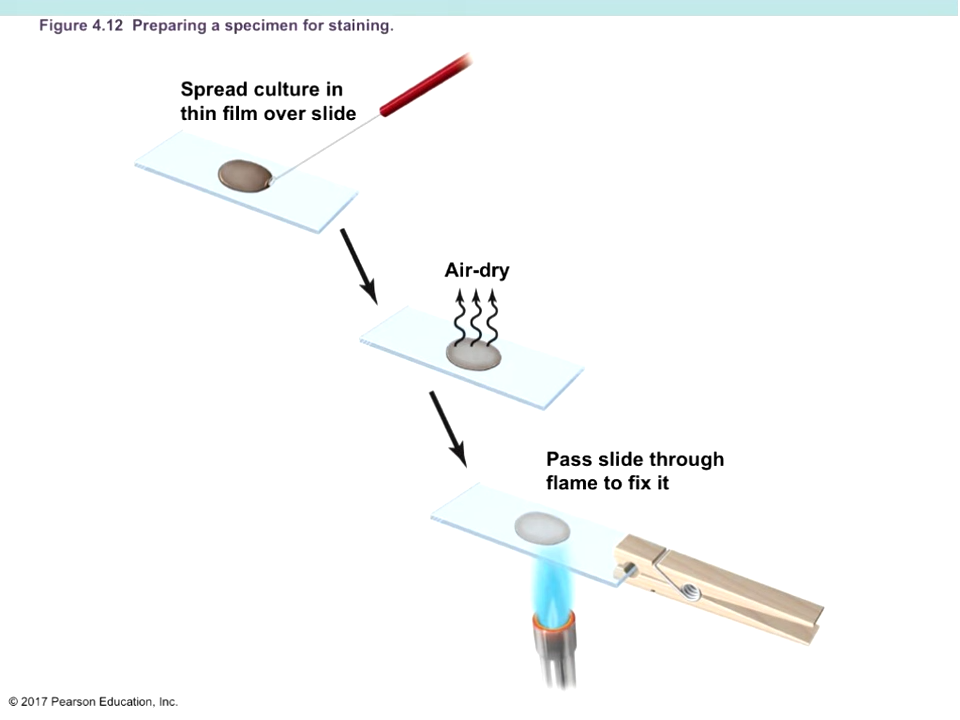 Figure 4.12 Preparing a specimen for staining.
Spread culture in
thin film over slide
Air-dry
Pass slide through
flame to fix it
© 2017 Pearson Education, Inc.